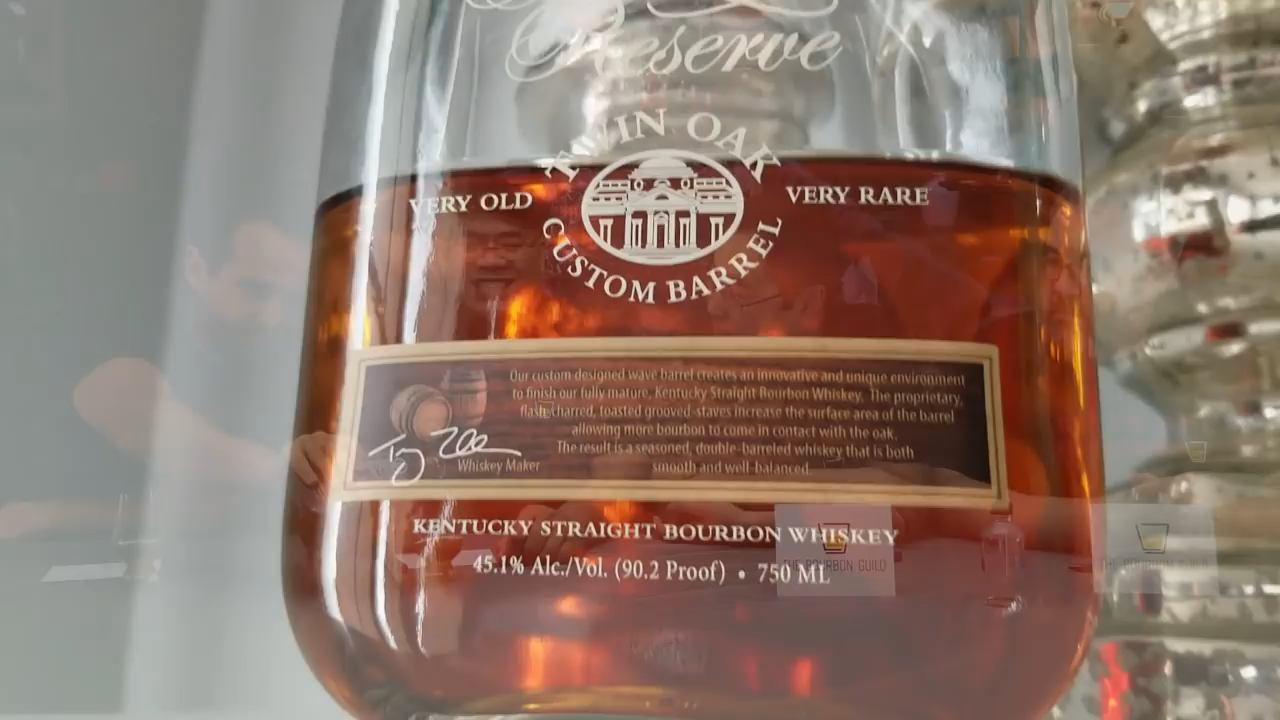 Reserve
TWIN OAK
VERY OLD
VERY RARE
CUSTOM BARREL
Our custom designed wave barrel creates an innovative and unique environment
to finish our fully mature, Kentucky Straight Bourbon Whiskey. The proprietary,
flash-charred, toasted grooved-staves increase the surface area of the barrel
allowing more bourbon to come in contact with the oak.
The result is a seasoned, double-barreled whiskey that is both
smooth and well-balanced.
Whiskey Maker
KENTUCKY STRAIGHT BOURBON WHISKEY
45.1% Alc./Vol. (90.2 Proof) • 750 ML
THE BOURBON GUILD
THE BOURBON GUILD